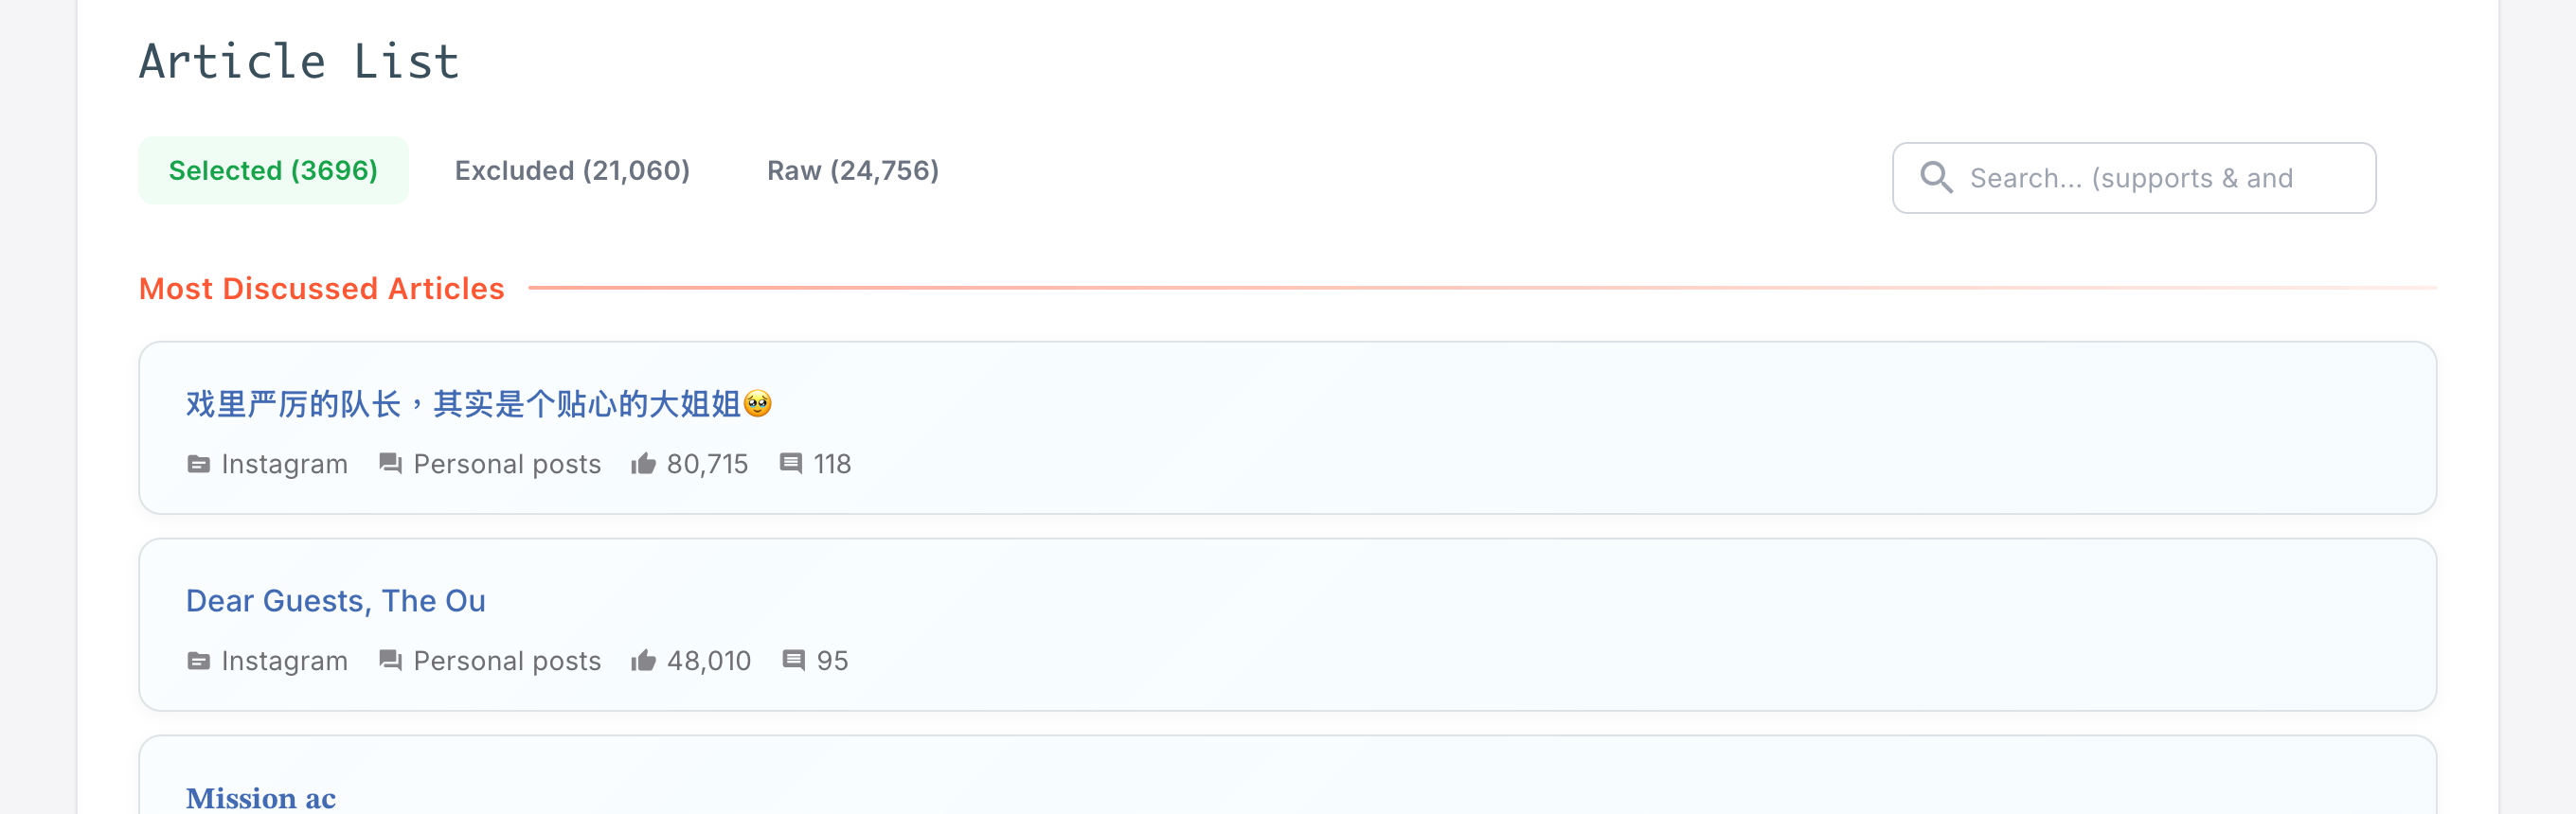 Article List
Selected (3696) Excluded (21,060) Raw (24,756)
Search... (supports & and
Most Discussed Articles
戏里严厉的队长，其实是个贴心的大姐姐🥹
Instagram Personal posts 80,715 118
Dear Guests, The Ou
Instagram Personal posts 48,010 95
Mission ac